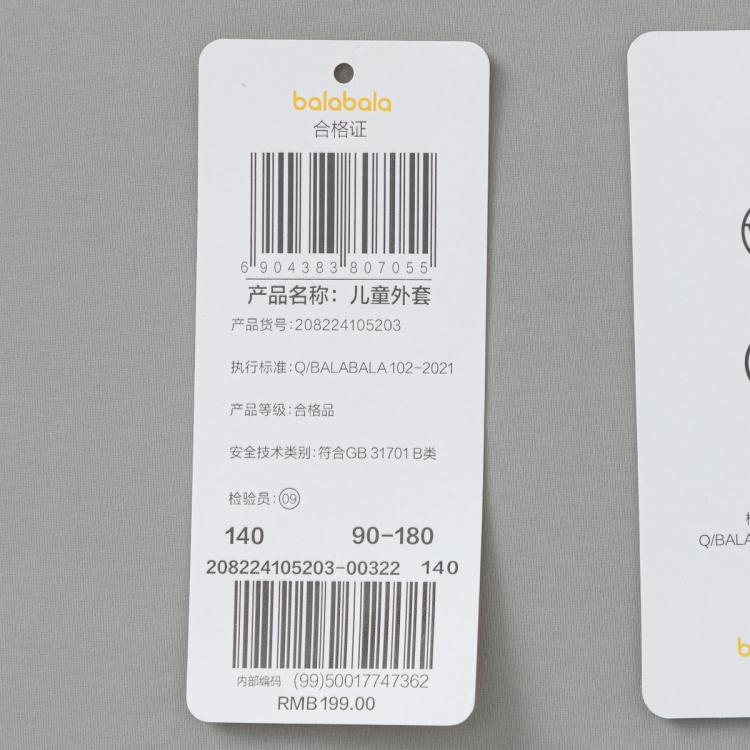 balabala
合格证
6 904383 807055
产品名称：儿童外套
产品货号:208224105203
执行标准:Q/BALABALA 102-2021
产品等级:合格品
安全技术类别:符合GB 31701 B类
检验员:09
140 90-180
208224105203-00322 140
内部编码 (99)50017747362
RMB199.00
Q/BALA
b